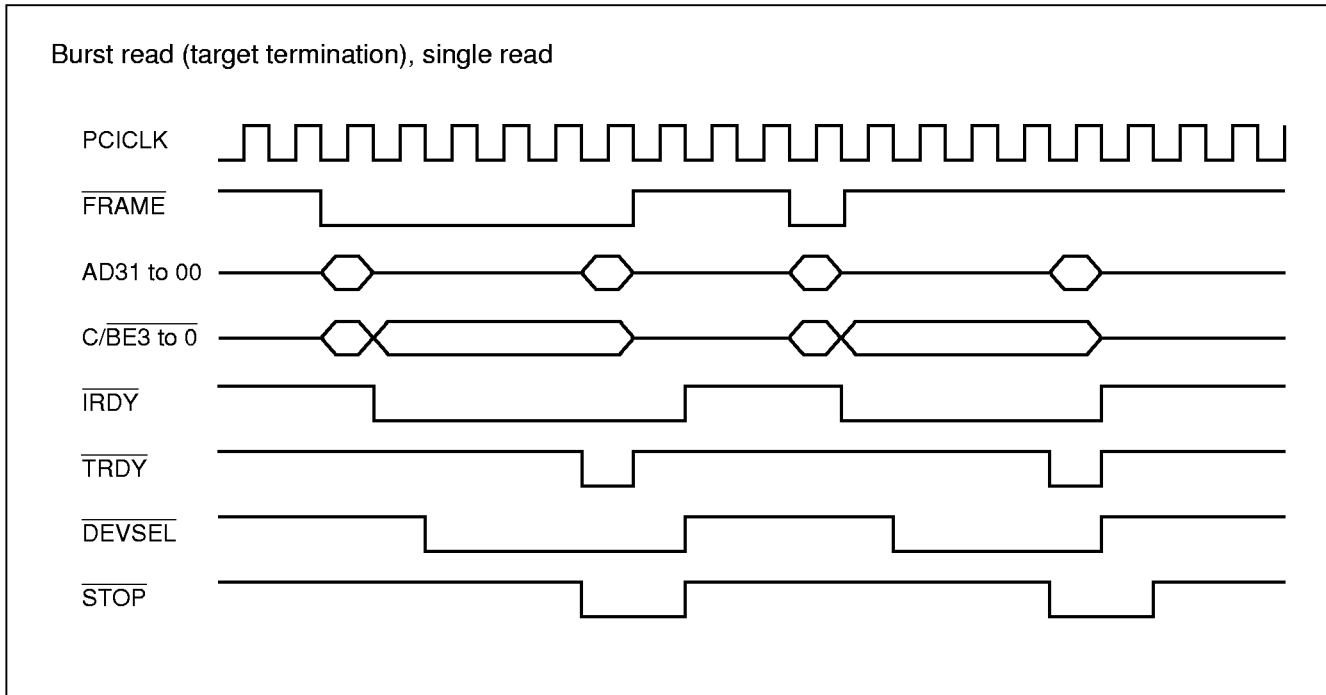 Burst read (target termination), single read
PCICLK
FRAME
AD31 to 00
C/BE3 to 0
IRDY
TRDY
DEVSEL
STOP